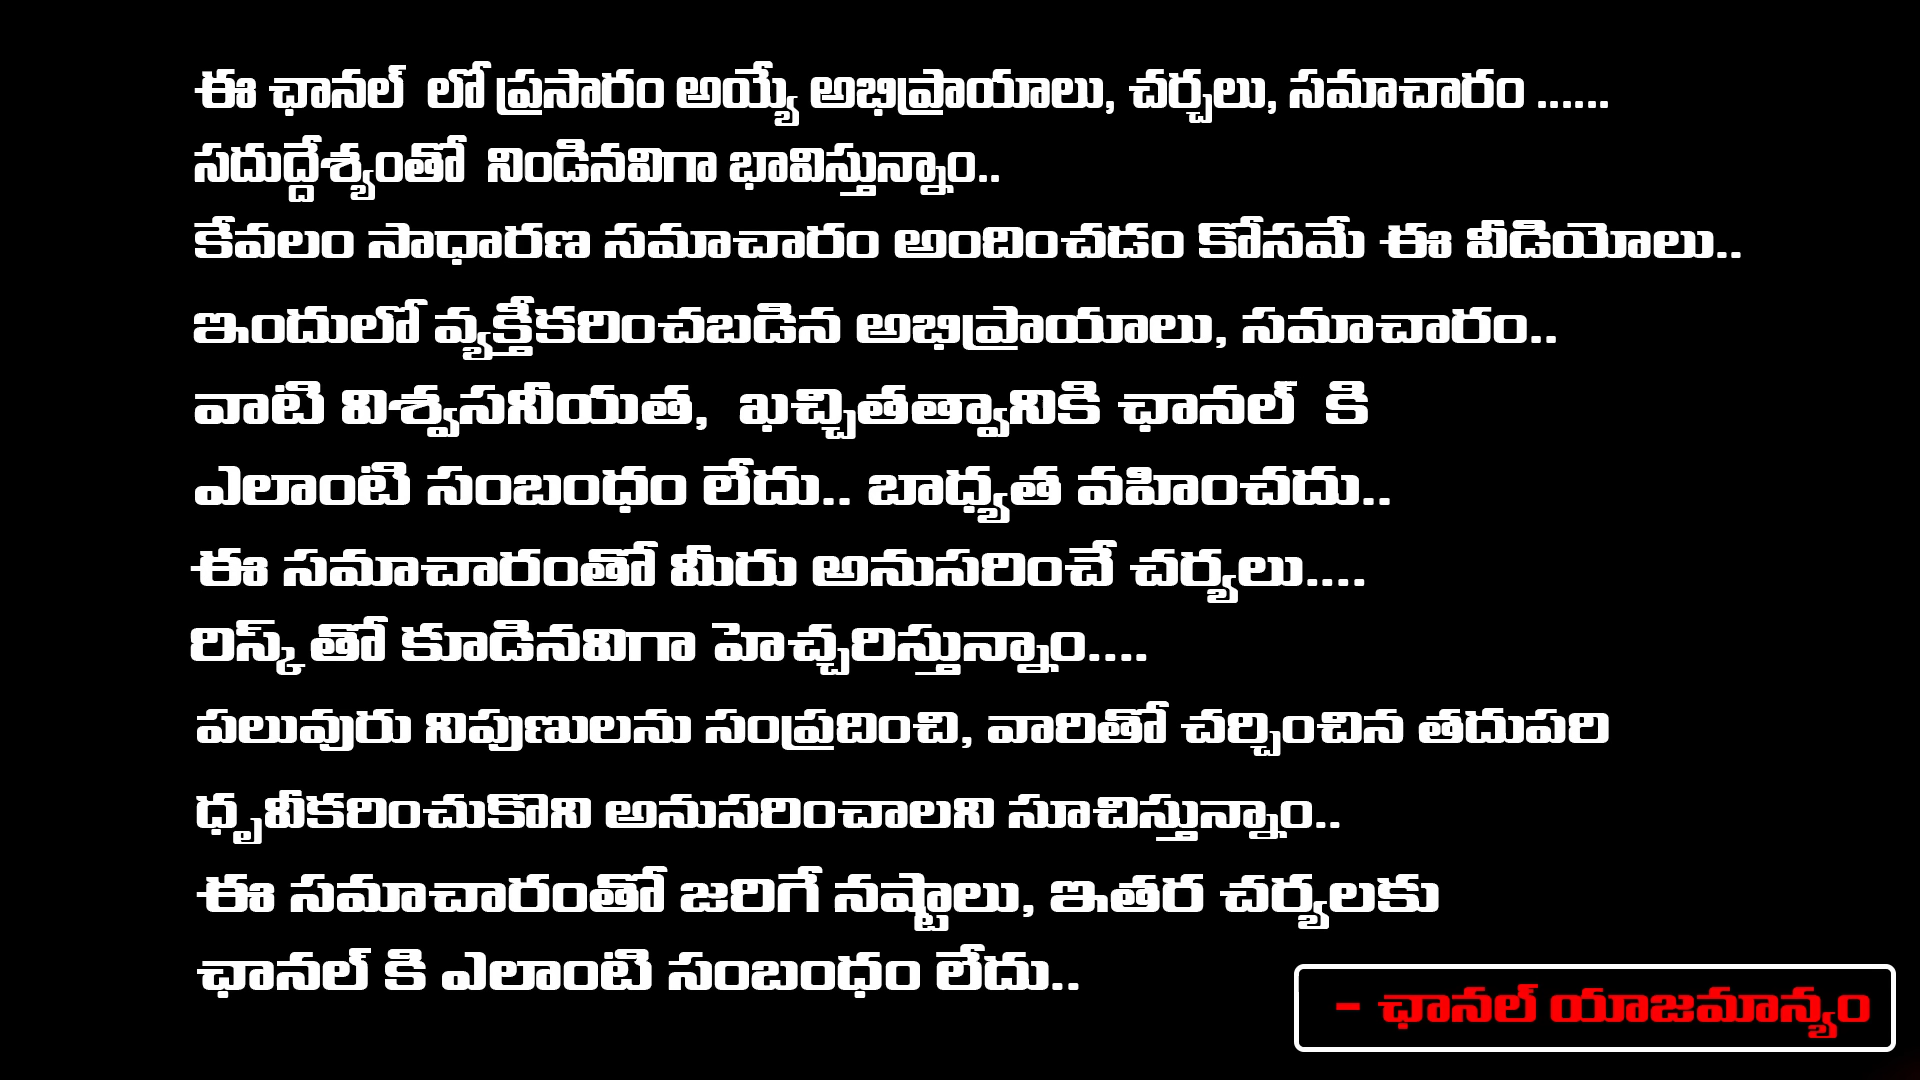 ఈ ఛానల్ లో ప్రసారం అయ్యే అభిప్రాయాలు, చర్చలు, సమాచారం ......
సదుద్దేశ్యంతో నిండినవిగా భావిస్తున్నాం..
కేవలం సాధారణ సమాచారం అందించడం కోసమే ఈ వీడియోలు..
ఇందులో వ్యక్తీకరించబడిన అభిప్రాయాలు, సమాచారం..
వాటి విశ్వసనీయత, ఖచ్చితత్వానికి ఛానల్ కి
ఎలాంటి సంబంధం లేదు.. బాధ్యత వహించదు..
ఈ సమాచారంతో మీరు అనుసరించే చర్యలు....
రిస్క్ తో కూడినవిగా హెచ్చరిస్తున్నాం....
పలువురు నిపుణులను సంప్రదించి, వారితో చర్చించిన తదుపరి
ధృవీకరించుకొని అనుసరించాలని సూచిస్తున్నాం..
ఈ సమాచారంతో జరిగే నష్టాలు, ఇతర చర్యలకు
ఛానల్ కి ఎలాంటి సంబంధం లేదు..
- ఛానల్ యాజమాన్యం